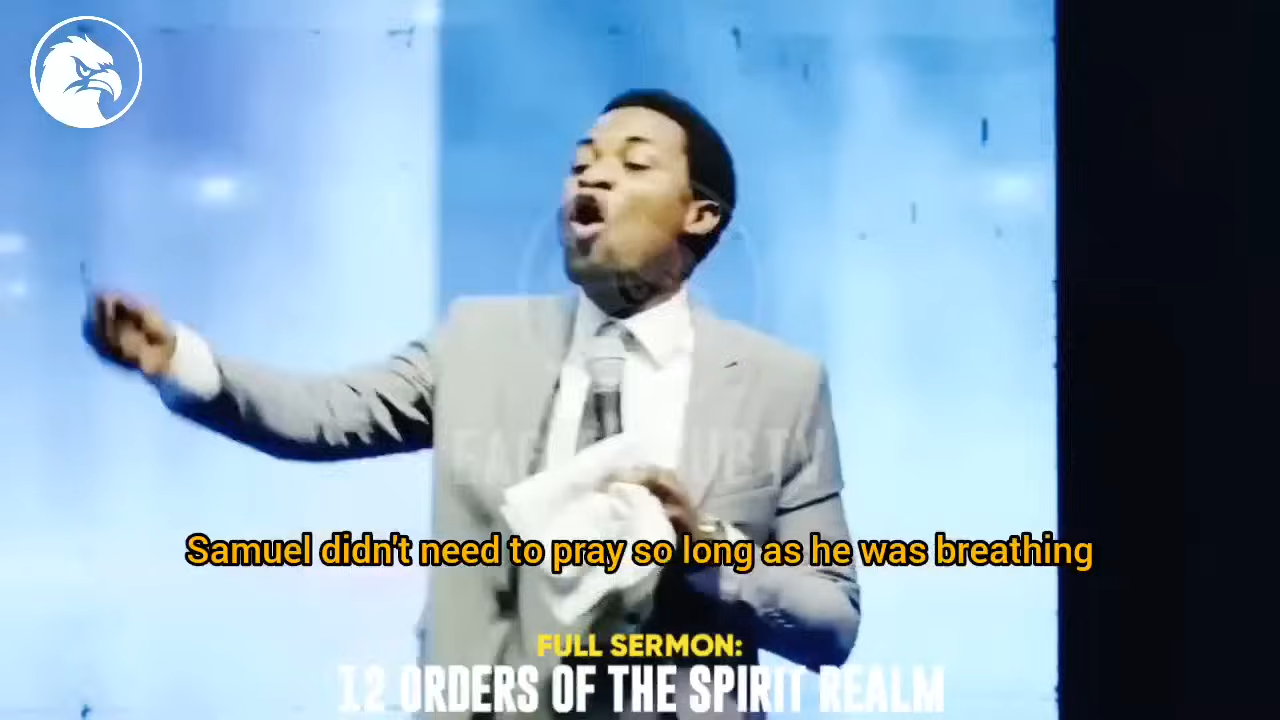 Samuel didn't need to pray so long as he was breathing
FULL SERMON:
12 ORDERS OF THE SPIRIT REALM